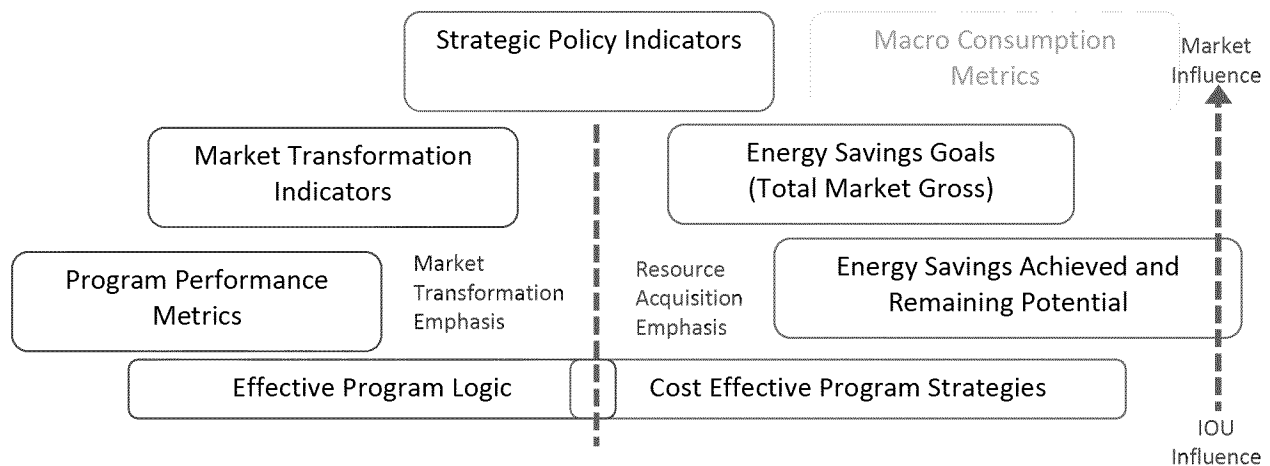 Strategic Policy Indicators
Macro Consumption
Metrics
Market
Influence
Market Transformation
Indicators
Energy Savings Goals
(Total Market Gross)
Program Performance
Metrics
Market
Transformation
Emphasis
Resource
Acquisition
Emphasis
Energy Savings Achieved and
Remaining Potential
Effective Program Logic
Cost Effective Program Strategies
IOU
Influence